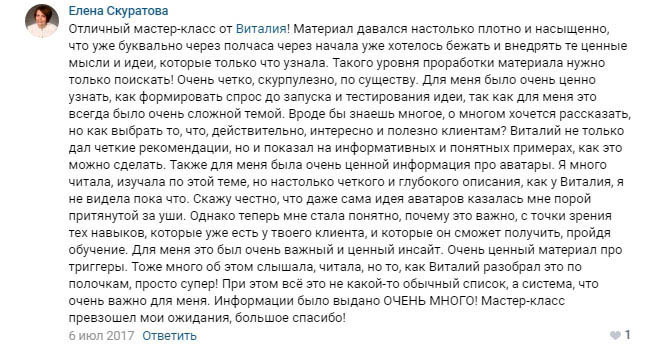 Елена Скуратова
Отличный мастер-класс от Виталия! Материал давался настолько плотно и насыщенно,
что уже буквально через полчаса через начала уже хотелось бежать и внедрять те ценные
мысли и идеи, которые только что узнала. Такого уровня проработки материала нужно
только поискать! Очень четко, скурпулезно, по существу. Для меня было очень ценно
узнать, как формировать спрос до запуска и тестирования идеи, так как для меня это
всегда было очень сложной темой. Вроде бы знаешь многое, о многом хочется рассказать,
но как выбрать то, что, действительно, интересно и полезно клиентам? Виталий не только
дал четкие рекомендации, но и показал на информативных и понятных примерах, как это
можно сделать. Также для меня была очень ценной информация про аватары. Я много
читала, изучала по этой теме, но настолько четкого и глубокого описания, как у Виталия, я
не видела пока что. Скажу честно, что даже сама идея аватаров казалась мне порой
притянутой за уши. Однако теперь мне стала понятно, почему это важно, с точки зрения
тех навыков, которые уже есть у твоего клиента, и которые он сможет получить, пройдя
обучение. Для меня это был очень важный и ценный инсайт. Очень ценный материал про
триггеры. Тоже много об этом слышала, читала, но то, как Виталий разобрал это по
полочкам, просто супер! При этом всё это не какой-то обычный список, а система, что
очень важно для меня. Информации было выдано ОЧЕНЬ МНОГО! Мастер-класс
превзошел мои ожидания, большое спасибо!
6 июл 2017 Ответить 1